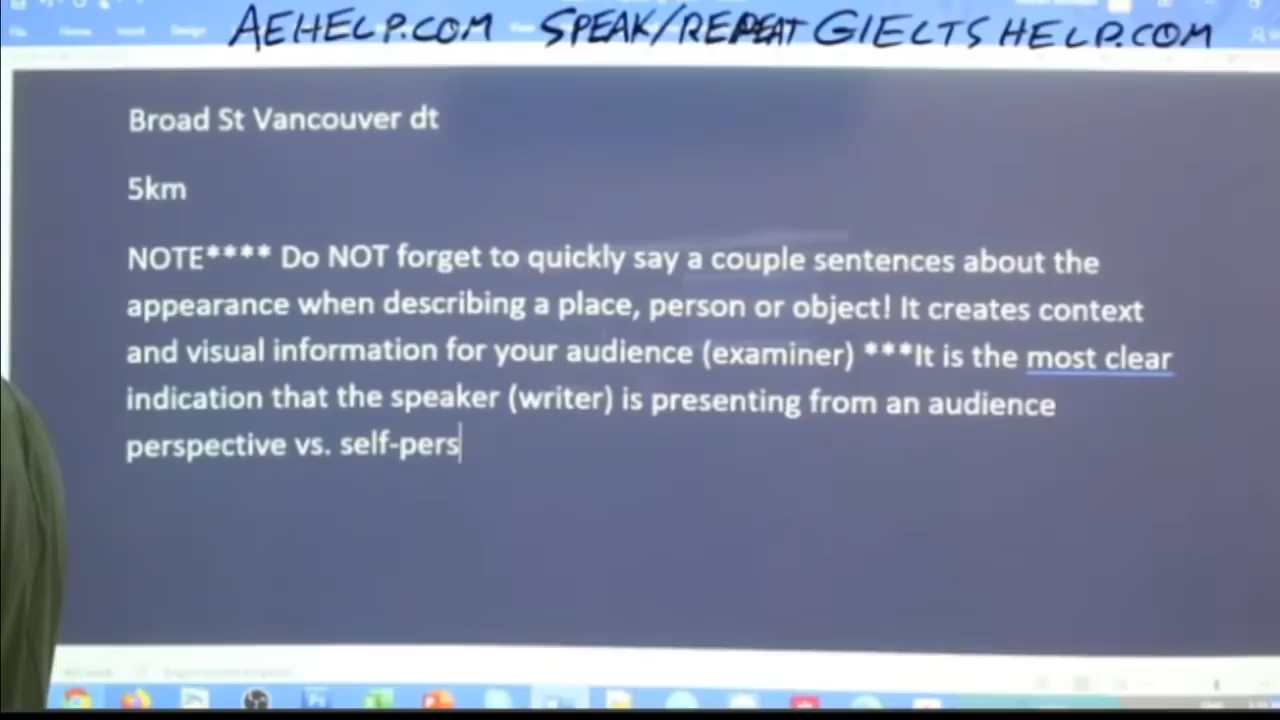 AEHELP.COM SPEAK/REPEAT GIELTSHELP.COM
Broad St Vancouver dt
5km
NOTE**** Do NOT forget to quickly say a couple sentences about the
appearance when describing a place, person or object! It creates context
and visual information for your audience (examiner) ***It is the most clear
indication that the speaker (writer) is presenting from an audience
perspective vs. self-pers